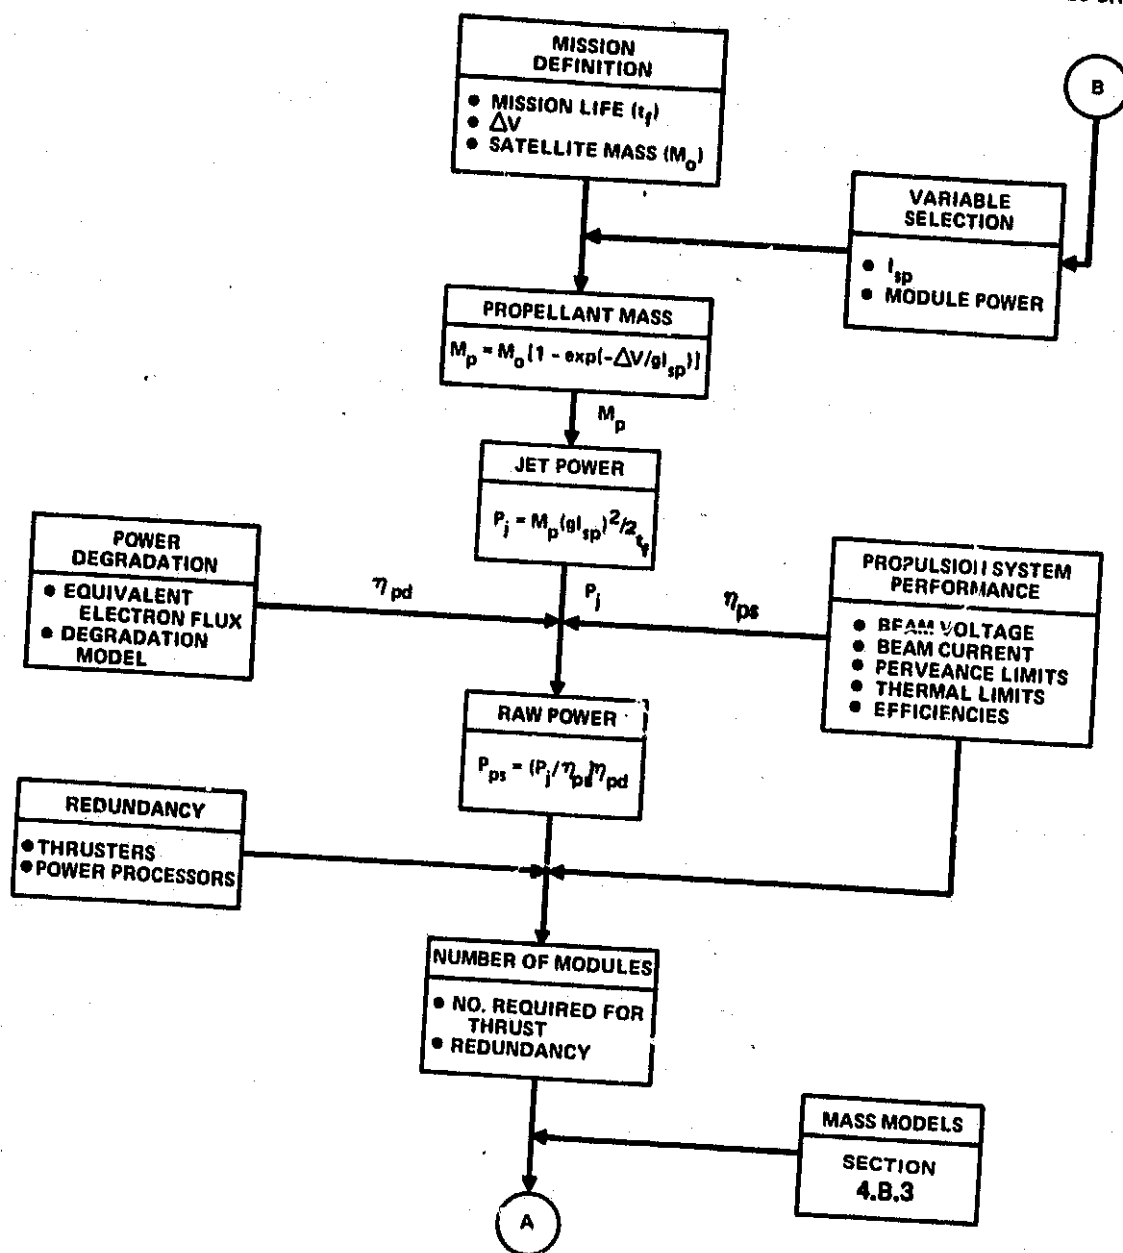 MISSION
DEFINITION
● MISSION LIFE (t_f)
● ΔV
● SATELLITE MASS (M_o)
B
VARIABLE
SELECTION
● I_sp
● MODULE POWER
PROPELLANT MASS
M_p = M_o [1 - exp(-ΔV/gI_sp)]
M_p
JET POWER
P_j = M_p (gI_sp)^2/2t_f
POWER
DEGRADATION
● EQUIVALENT
ELECTRON FLUX
● DEGRADATION
MODEL
η_pd
P_j
η_ps
PROPULSION SYSTEM
PERFORMANCE
● BEAM VOLTAGE
● BEAM CURRENT
● PERVEANCE LIMITS
● THERMAL LIMITS
● EFFICIENCIES
RAW POWER
P_ps = (P_j/η_ps)η_pd
REDUNDANCY
● THRUSTERS
● POWER PROCESSORS
NUMBER OF MODULES
● NO. REQUIRED FOR
THRUST
● REDUNDANCY
MASS MODELS
SECTION
4.B.3
A